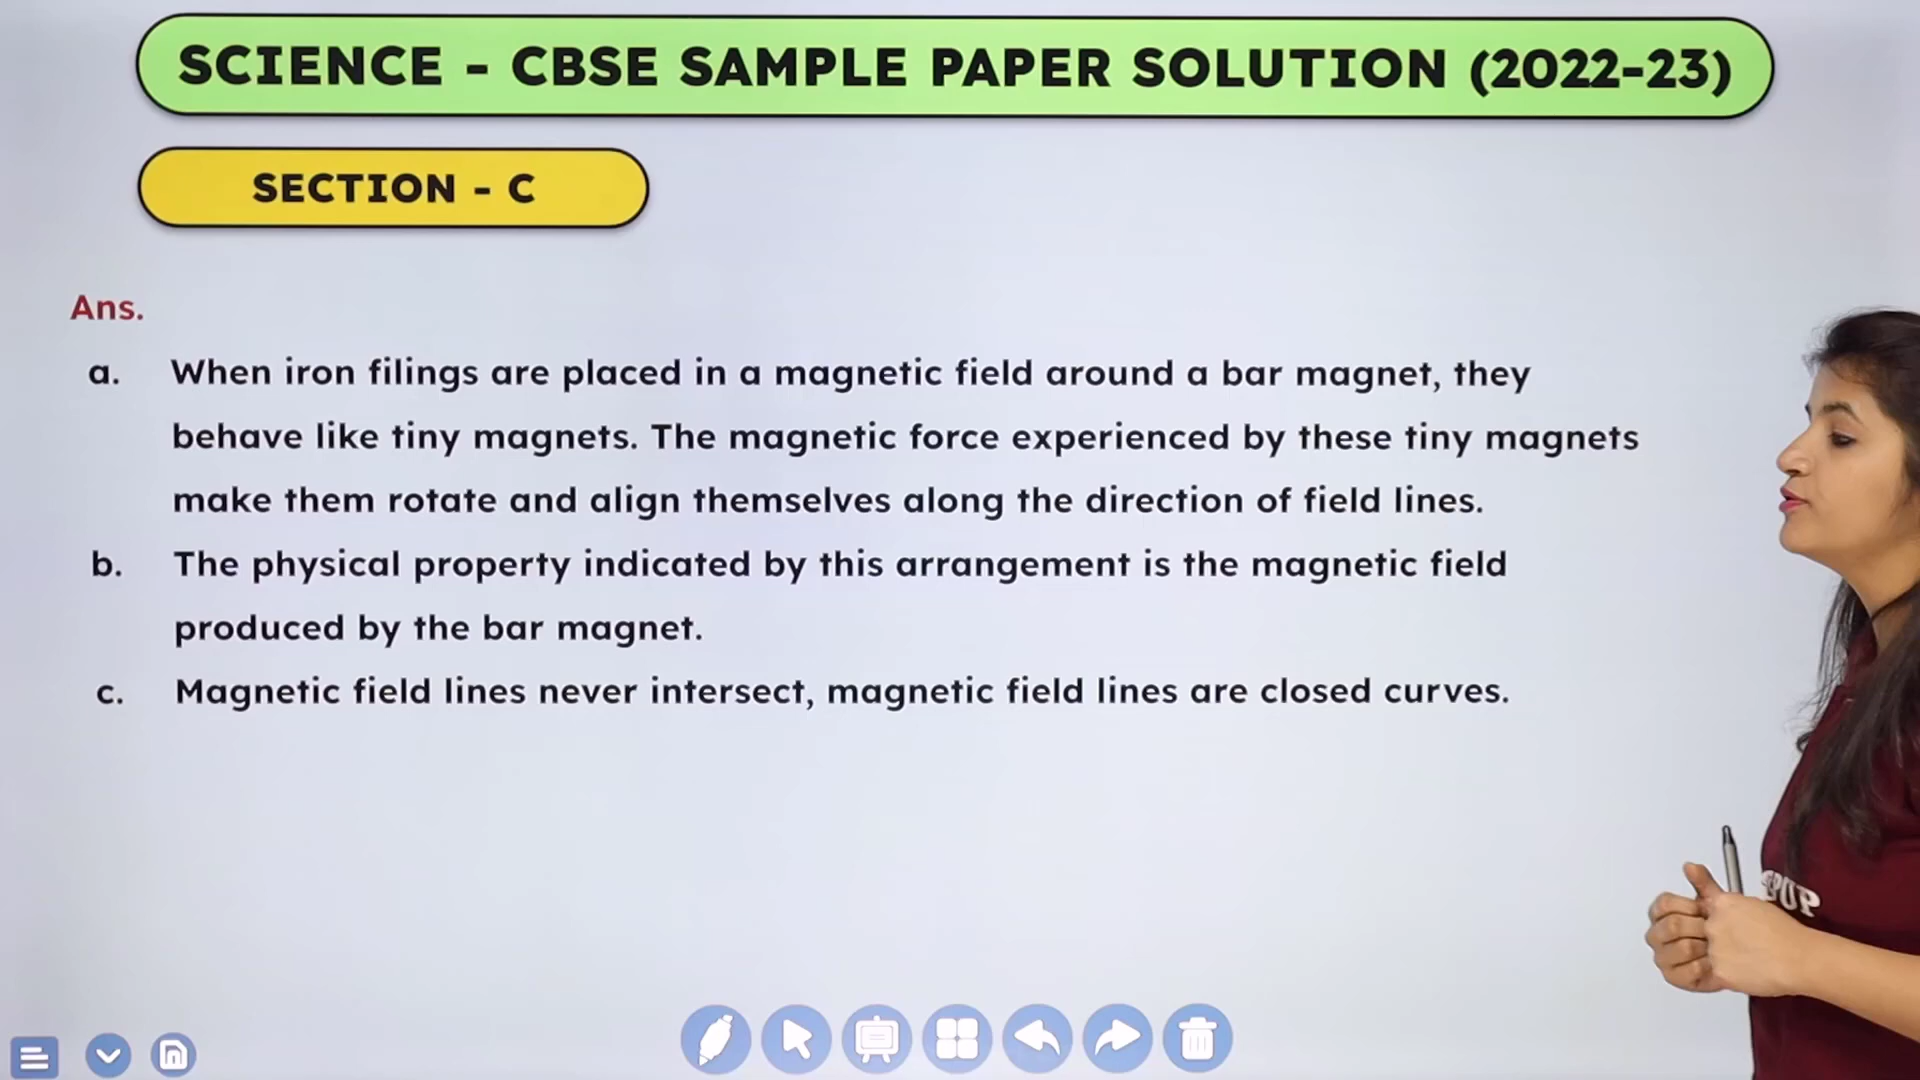 SCIENCE - CBSE SAMPLE PAPER SOLUTION (2022-23)
SECTION - C
Ans.
a. When iron filings are placed in a magnetic field around a bar magnet, they
behave like tiny magnets. The magnetic force experienced by these tiny magnets
make them rotate and align themselves along the direction of field lines.
b. The physical property indicated by this arrangement is the magnetic field
produced by the bar magnet.
c. Magnetic field lines never intersect, magnetic field lines are closed curves.